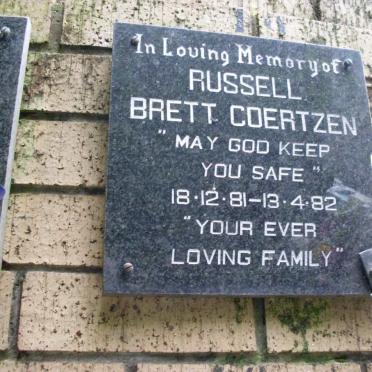 In Loving Memory of
RUSSELL
BRETT COERTZEN
"MAY GOD KEEP
YOU SAFE"
18·12·81-13·4·82
"YOUR EVER
LOVING FAMILY"